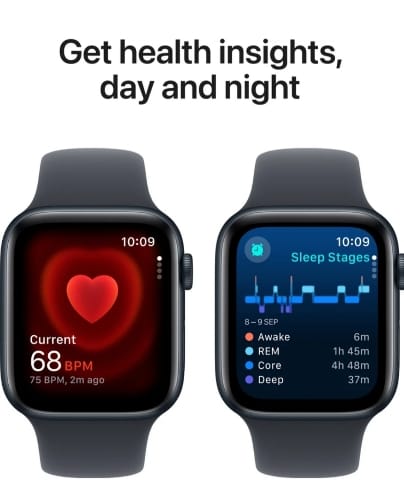 Get health insights,
day and night
10:09
Current
68 BPM
75 BPM, 2m ago
10:09
Sleep Stages
8–9 SEP
Awake 6m
REM 1h 45m
Core 4h 48m
Deep 37m